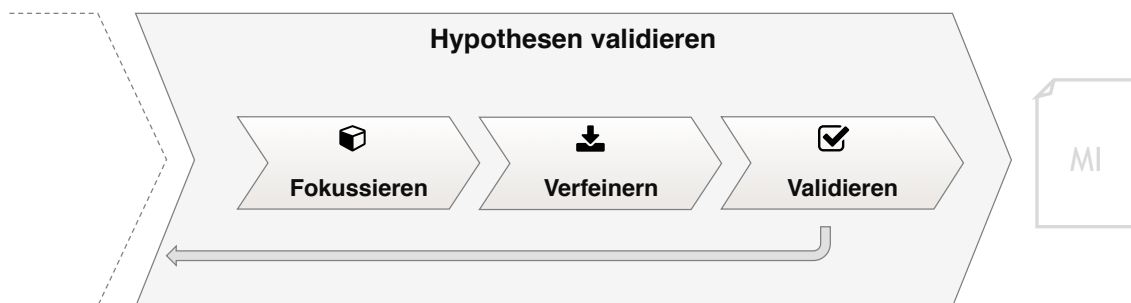 Hypothesen validieren
Fokussieren
Verfeinern
Validieren
MI